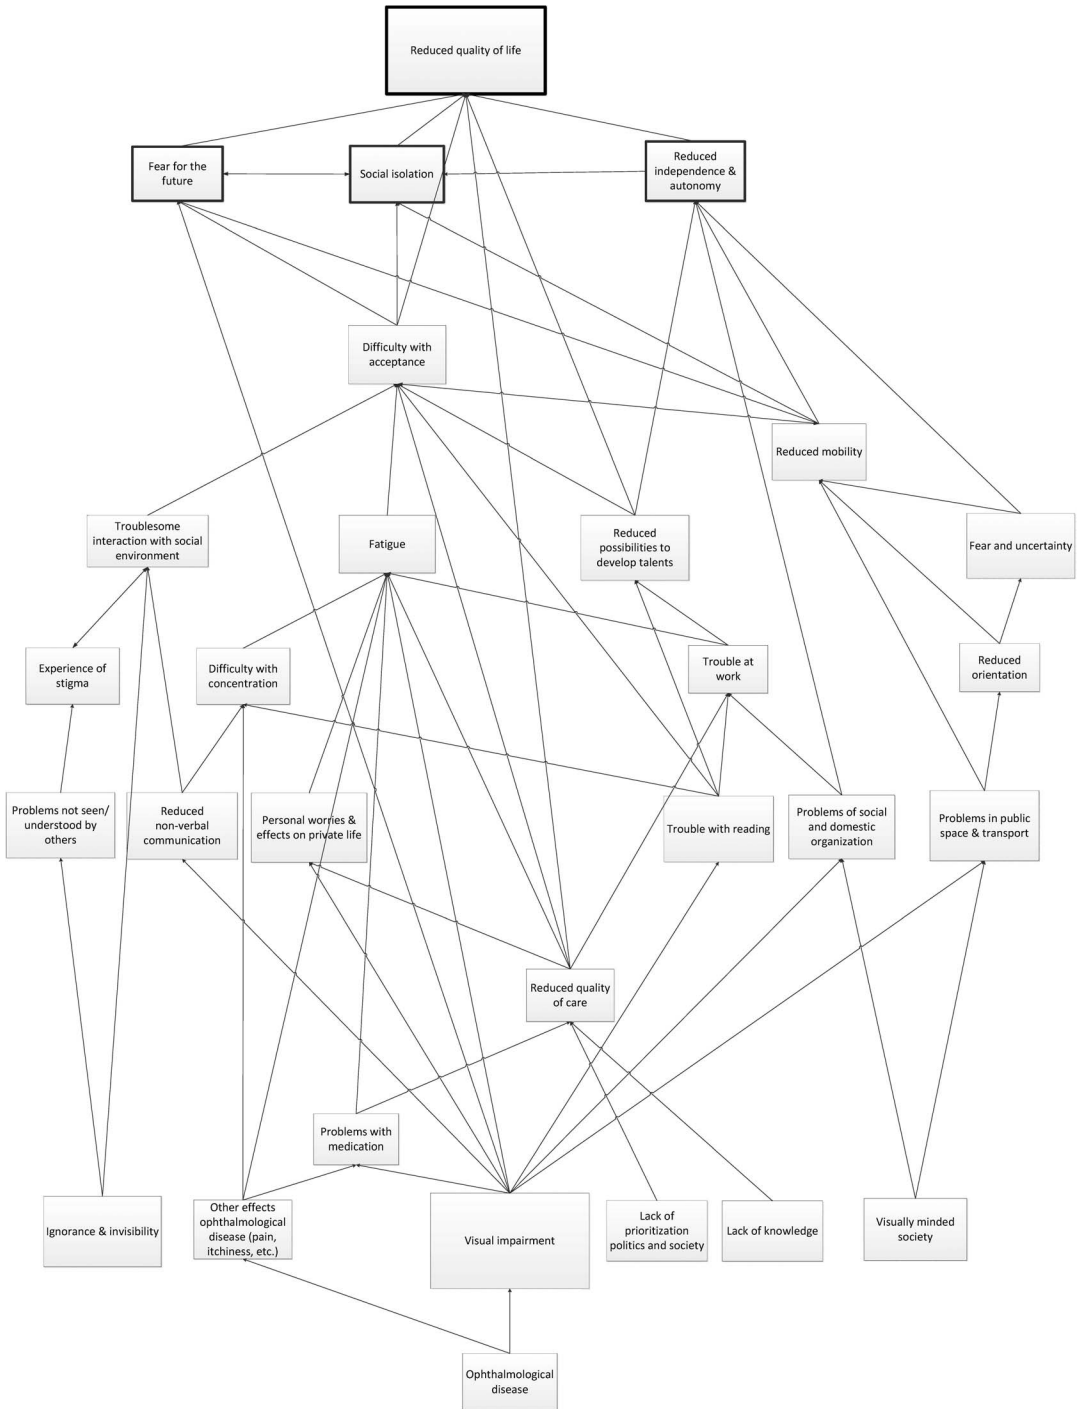 Reduced quality of life
Fear for the
future
Social isolation
Reduced
independence &
autonomy
Difficulty with
acceptance
Reduced mobility
Troublesome
interaction with social
environment
Fatigue
Reduced
possibilities to
develop talents
Fear and uncertainty
Experience of
stigma
Difficulty with
concentration
Trouble at
work
Reduced
orientation
Problems not seen/
understood by
others
Reduced
non-verbal
communication
Personal worries &
effects on private life
Trouble with reading
Problems of social
and domestic
organization
Problems in public
space & transport
Reduced quality
of care
Problems with
medication
Ignorance & invisibility
Other effects
ophthalmological
disease (pain,
itchiness, etc.)
Visual impairment
Lack of
prioritization
politics and society
Lack of knowledge
Visually minded
society
Ophthalmological
disease